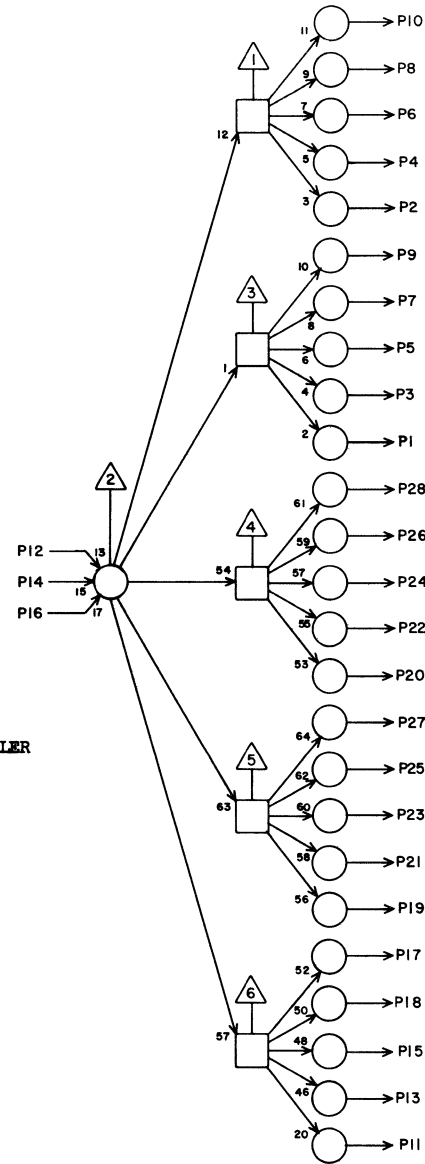 11 P10
1
9 P8
7 P6
12
5 P4
3 P2
10 P9
3
8 P7
6 P5
1
4 P3
2 P1
2
61 P28
4
59 P26
P12 13
54 57 P24
P14 15
P16 17
55 P22
53 P20
64 P27
LER
5
62 P25
63 60 P23
58 P21
56 P19
52 P17
6
50 P18
57 48 P15
46 P13
20 P11